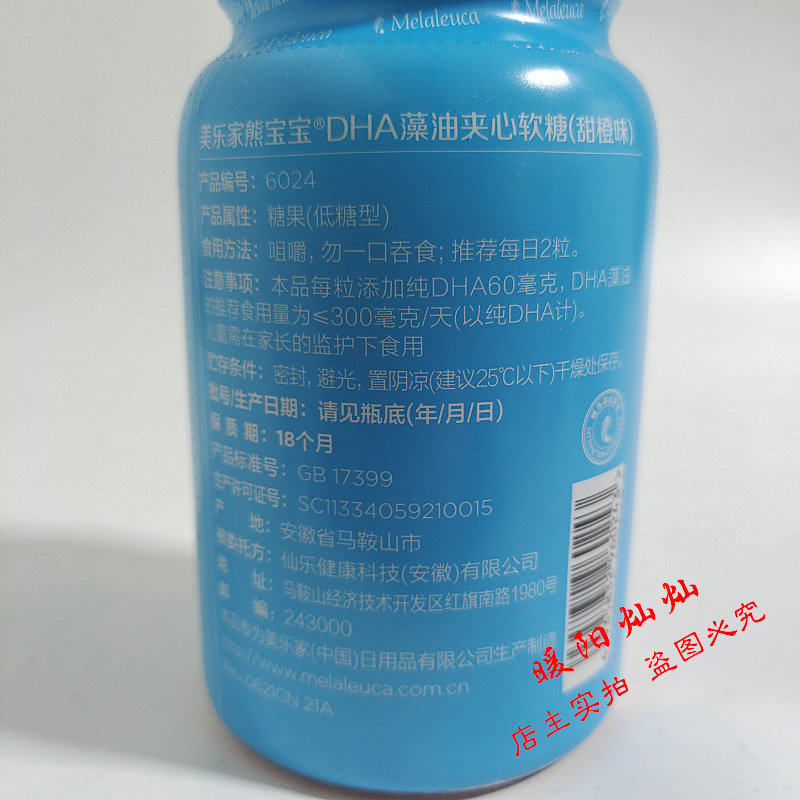 Melaleuca
Melaleuca
美乐家熊宝宝®DHA藻油夹心软糖(甜橙味)
产品编号：6024
产品属性：糖果(低糖型)
食用方法：咀嚼，勿一口吞食；推荐每日2粒。
注意事项：本品每粒添加纯DHA60毫克，DHA藻油
的推荐食用量为≤300毫克/天(以纯DHA计)。
儿童需在家长的监护下食用
贮存条件：密封，避光，置阴凉(建议25℃以下)干燥处保存。
批号/生产日期：请见瓶底(年/月/日)
保 质 期：18个月
产品标准号：GB 17399
生产许可证号：SC11334059210015
产 地：安徽省马鞍山市
被委托方：仙乐健康科技(安徽)有限公司
地 址：马鞍山经济技术开发区红旗南路1980号
邮 编：243000
本品专为美乐家(中国)日用品有限公司生产制造
http://www.melaleuca.com.cn
Rev.0621CN 21A
暖阳灿灿
店主实拍 盗图必究